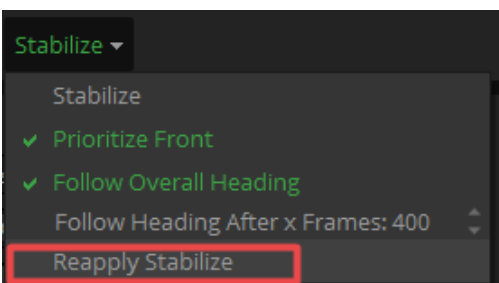 Stabilize
Stabilize
Prioritize Front
Follow Overall Heading
Follow Heading After x Frames: 400
Reapply Stabilize